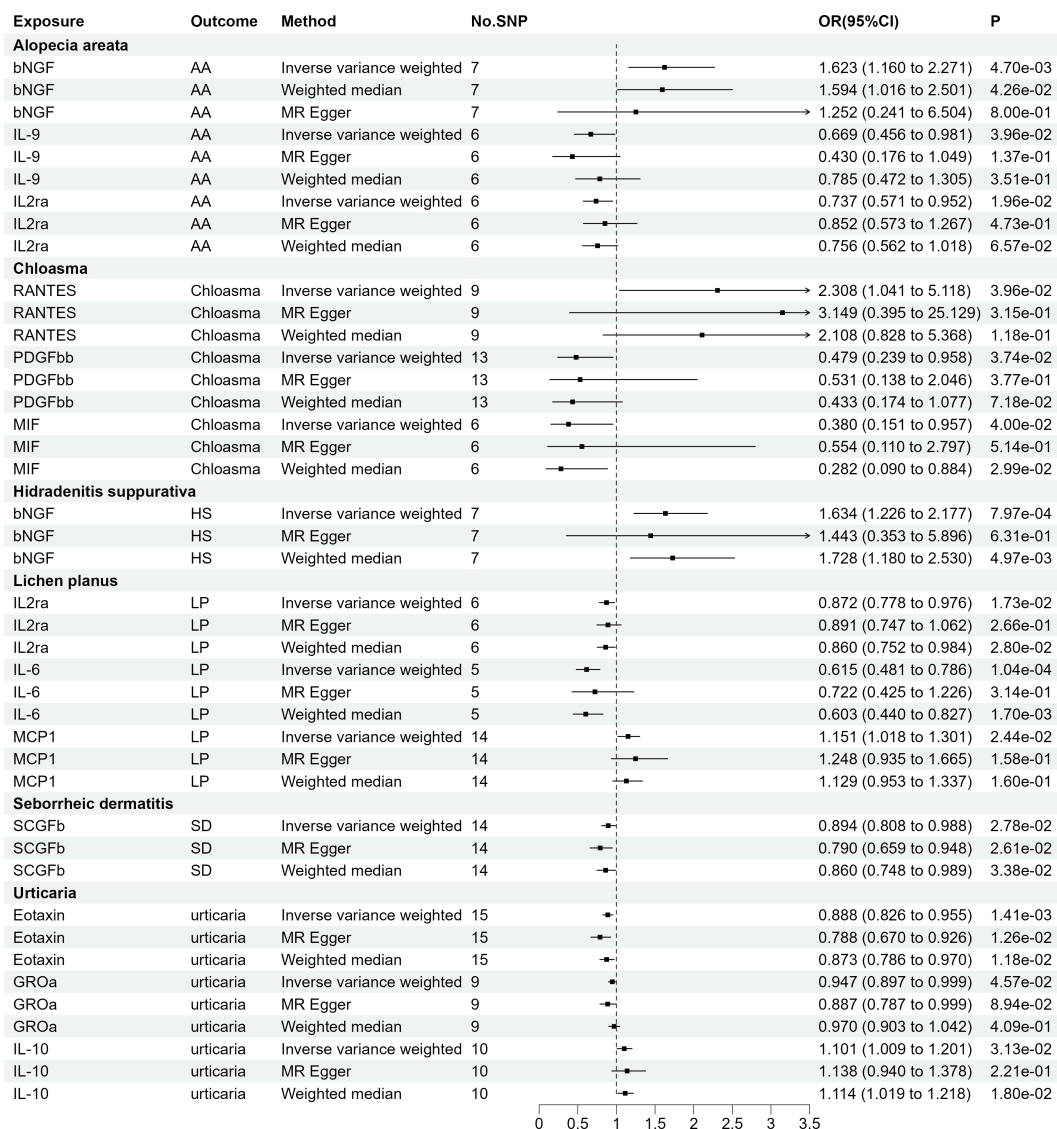 Exposure Outcome Method No.SNP OR(95%CI) P
Alopecia areata
bNGF AA Inverse variance weighted 7 1.623 (1.160 to 2.271) 4.70e-03
bNGF AA Weighted median 7 1.594 (1.016 to 2.501) 4.26e-02
bNGF AA MR Egger 7 1.252 (0.241 to 6.504) 8.00e-01
IL-9 AA Inverse variance weighted 6 0.669 (0.456 to 0.981) 3.96e-02
IL-9 AA MR Egger 6 0.430 (0.176 to 1.049) 1.37e-01
IL-9 AA Weighted median 6 0.785 (0.472 to 1.305) 3.51e-01
IL2ra AA Inverse variance weighted 6 0.737 (0.571 to 0.952) 1.96e-02
IL2ra AA MR Egger 6 0.852 (0.573 to 1.267) 4.73e-01
IL2ra AA Weighted median 6 0.756 (0.562 to 1.018) 6.57e-02
Chloasma
RANTES Chloasma Inverse variance weighted 9 2.308 (1.041 to 5.118) 3.96e-02
RANTES Chloasma MR Egger 9 3.149 (0.395 to 25.129) 3.15e-01
RANTES Chloasma Weighted median 9 2.108 (0.828 to 5.368) 1.18e-01
PDGFbb Chloasma Inverse variance weighted 13 0.479 (0.239 to 0.958) 3.74e-02
PDGFbb Chloasma MR Egger 13 0.531 (0.138 to 2.046) 3.77e-01
PDGFbb Chloasma Weighted median 13 0.433 (0.174 to 1.077) 7.18e-02
MIF Chloasma Inverse variance weighted 6 0.380 (0.151 to 0.957) 4.00e-02
MIF Chloasma MR Egger 6 0.554 (0.110 to 2.797) 5.14e-01
MIF Chloasma Weighted median 6 0.282 (0.090 to 0.884) 2.99e-02
Hidradenitis suppurativa
bNGF HS Inverse variance weighted 7 1.634 (1.226 to 2.177) 7.97e-04
bNGF HS MR Egger 7 1.443 (0.353 to 5.896) 6.31e-01
bNGF HS Weighted median 7 1.728 (1.180 to 2.530) 4.97e-03
Lichen planus
IL2ra LP Inverse variance weighted 6 0.872 (0.778 to 0.976) 1.73e-02
IL2ra LP MR Egger 6 0.891 (0.747 to 1.062) 2.66e-01
IL2ra LP Weighted median 6 0.860 (0.752 to 0.984) 2.80e-02
IL-6 LP Inverse variance weighted 5 0.615 (0.481 to 0.786) 1.04e-04
IL-6 LP MR Egger 5 0.722 (0.425 to 1.226) 3.14e-01
IL-6 LP Weighted median 5 0.603 (0.440 to 0.827) 1.70e-03
MCP1 LP Inverse variance weighted 14 1.151 (1.018 to 1.301) 2.44e-02
MCP1 LP MR Egger 14 1.248 (0.935 to 1.665) 1.58e-01
MCP1 LP Weighted median 14 1.129 (0.953 to 1.337) 1.60e-01
Seborrheic dermatitis
SCGFb SD Inverse variance weighted 14 0.894 (0.808 to 0.988) 2.78e-02
SCGFb SD MR Egger 14 0.790 (0.659 to 0.948) 2.61e-02
SCGFb SD Weighted median 14 0.860 (0.748 to 0.989) 3.38e-02
Urticaria
Eotaxin urticaria Inverse variance weighted 15 0.888 (0.826 to 0.955) 1.41e-03
Eotaxin urticaria MR Egger 15 0.788 (0.670 to 0.926) 1.26e-02
Eotaxin urticaria Weighted median 15 0.873 (0.786 to 0.970) 1.18e-02
GROa urticaria Inverse variance weighted 9 0.947 (0.897 to 0.999) 4.57e-02
GROa urticaria MR Egger 9 0.887 (0.787 to 0.999) 8.94e-02
GROa urticaria Weighted median 9 0.970 (0.903 to 1.042) 4.09e-01
IL-10 urticaria Inverse variance weighted 10 1.101 (1.009 to 1.201) 3.13e-02
IL-10 urticaria MR Egger 10 1.138 (0.940 to 1.378) 2.21e-01
IL-10 urticaria Weighted median 10 1.114 (1.019 to 1.218) 1.80e-02
0 0.5 1 1.5 2 2.5 3 3.5